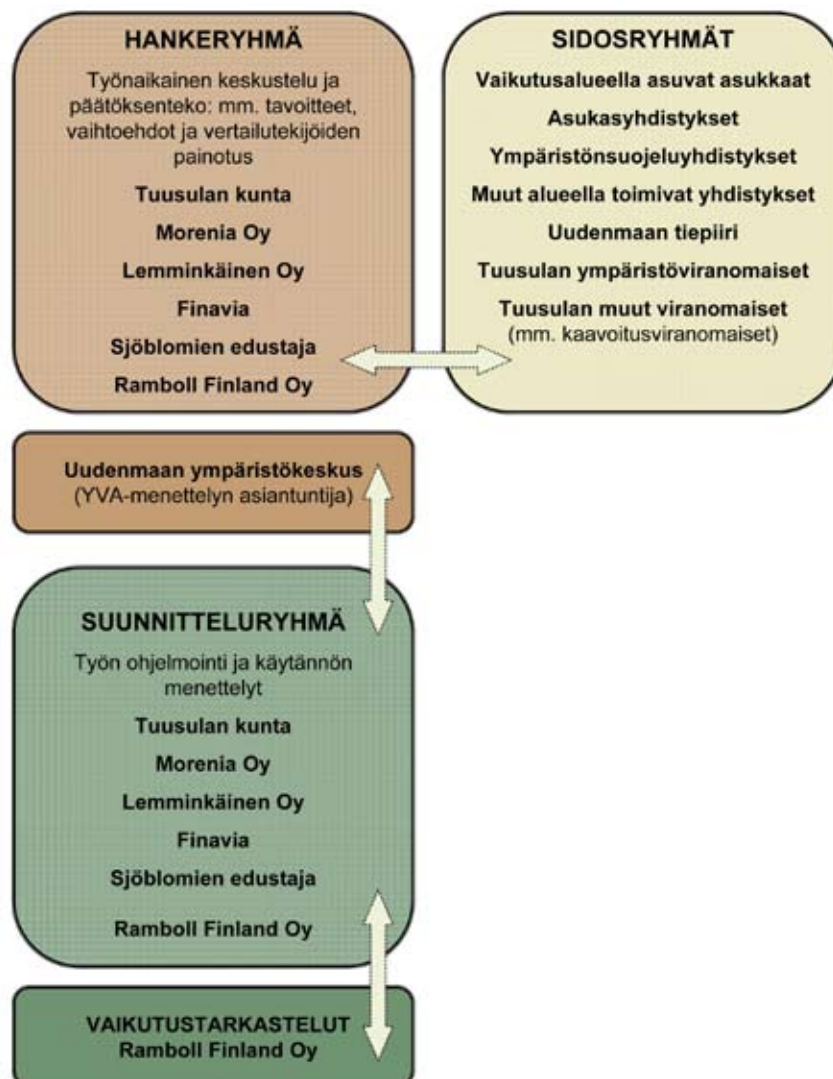 HANKERYHMÄ
Työnaikainen keskustelu ja
päätöksenteko: mm. tavoitteet,
vaihtoehdot ja vertailutekijöiden
painotus
Tuusulan kunta
Morenia Oy
Lemminkäinen Oy
Finavia
Sjöblomien edustaja
Ramboll Finland Oy
SIDOSRYHMÄT
Vaikutusalueella asuvat asukkaat
Asukasyhdistykset
Ympäristönsuojeluyhdistykset
Muut alueella toimivat yhdistykset
Uudenmaan tiepiiri
Tuusulan ympäristöviranomaiset
Tuusulan muut viranomaiset
(mm. kaavoitusviranomaiset)
Uudenmaan ympäristökeskus
(YVA-menettelyn asiantuntija)
SUUNNITTELURYHMÄ
Työn ohjelmointi ja käytännön
menettelyt
Tuusulan kunta
Morenia Oy
Lemminkäinen Oy
Finavia
Sjöblomien edustaja
Ramboll Finland Oy
VAIKUTUSTARKASTELUT
Ramboll Finland Oy